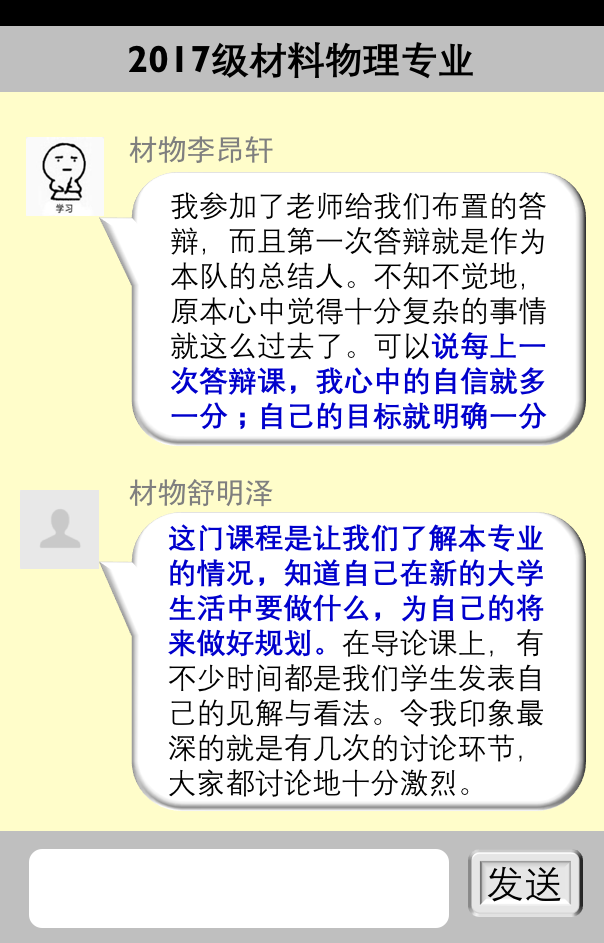 2017级材料物理专业
材物李昂轩
学习
我参加了老师给我们布置的答
辩，而且第一次答辩就是作为
本队的总结人。不知不觉地，
原本心中觉得十分复杂的事情
就这么过去了。可以说每上一
次答辩课，我心中的自信就多
一分；自己的目标就明确一分
材物舒明泽
这门课程是让我们了解本专业
的情况，知道自己在新的大学
生活中要做什么，为自己的将
来做好规划。在导论课上，有
不少时间都是我们学生发表自
己的见解与看法。令我印象最
深的就是有几次的讨论环节，
大家都讨论地十分激烈。
发送